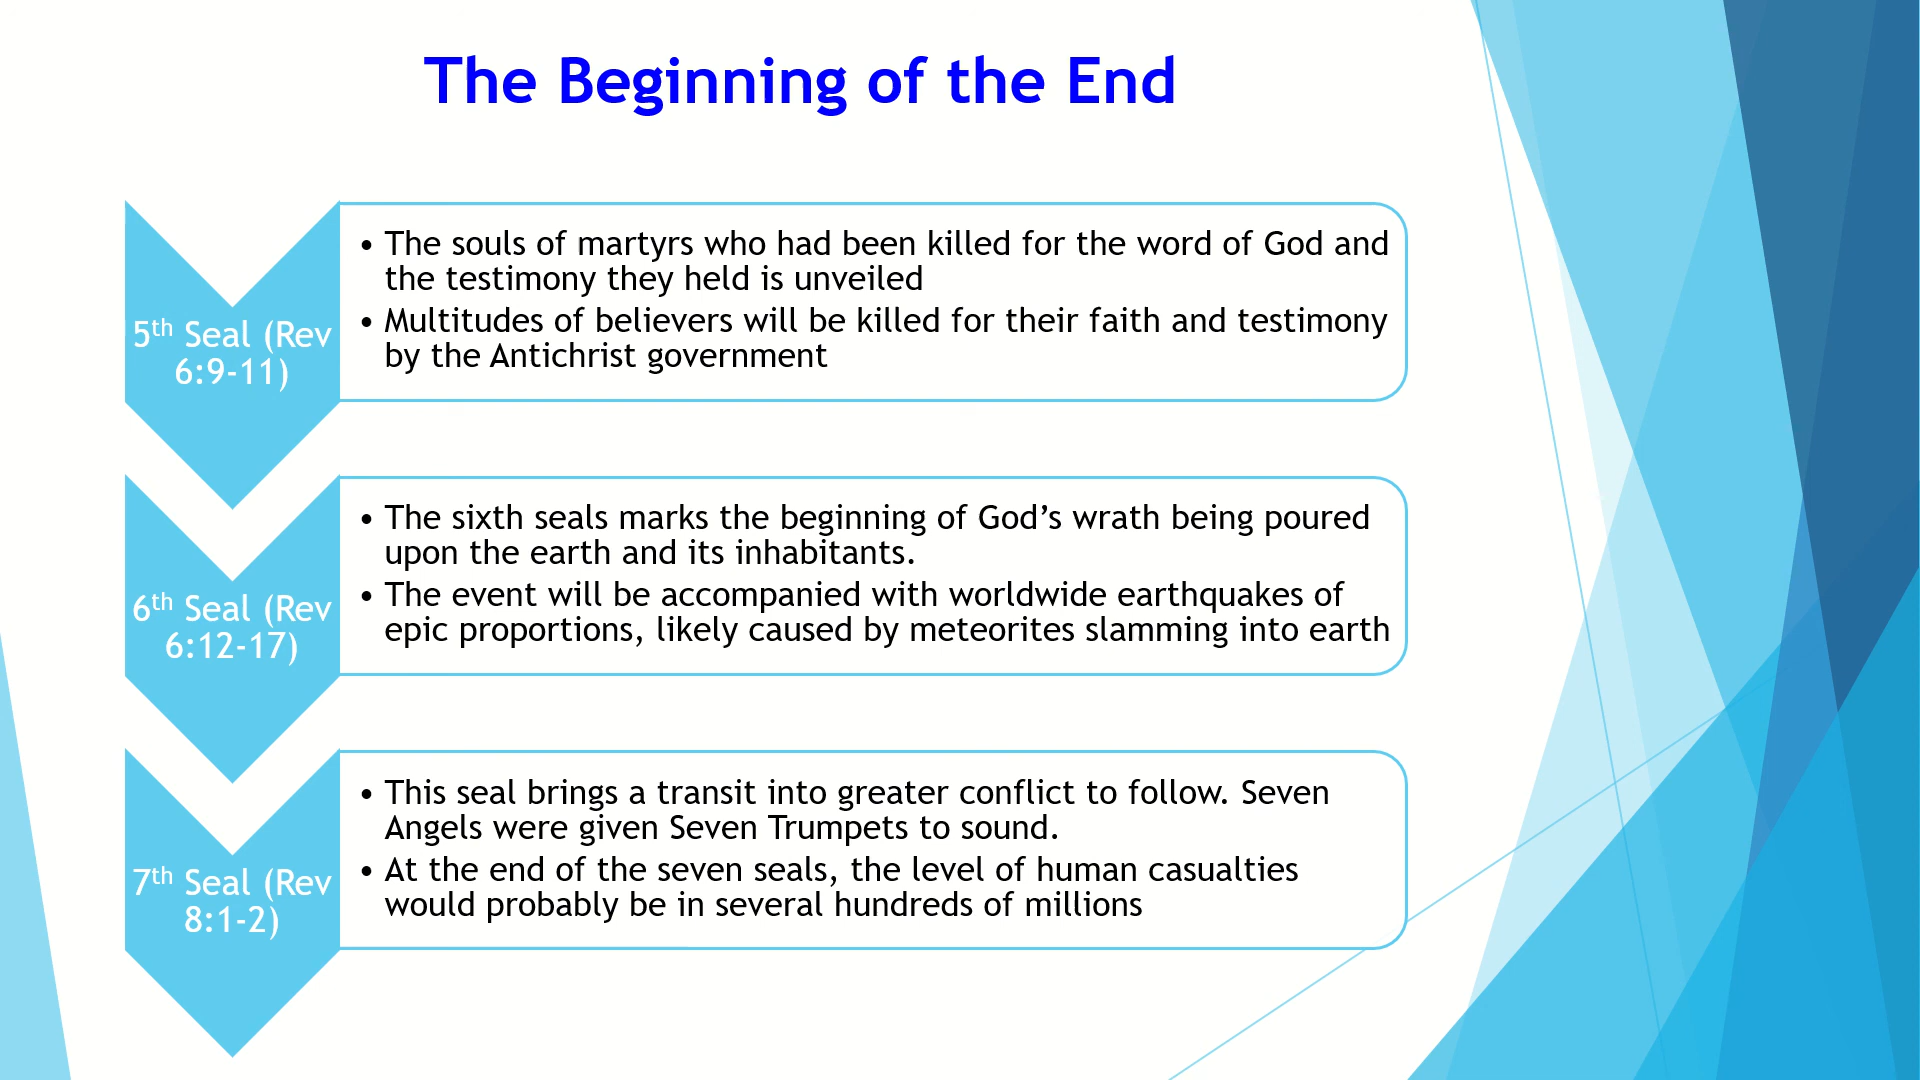 The Beginning of the End
5th Seal (Rev
6:9-11)
• The souls of martyrs who had been killed for the word of God and
the testimony they held is unveiled
• Multitudes of believers will be killed for their faith and testimony
by the Antichrist government
6th Seal (Rev
6:12-17)
• The sixth seals marks the beginning of God’s wrath being poured
upon the earth and its inhabitants.
• The event will be accompanied with worldwide earthquakes of
epic proportions, likely caused by meteorites slamming into earth
7th Seal (Rev
8:1-2)
• This seal brings a transit into greater conflict to follow. Seven
Angels were given Seven Trumpets to sound.
• At the end of the seven seals, the level of human casualties
would probably be in several hundreds of millions